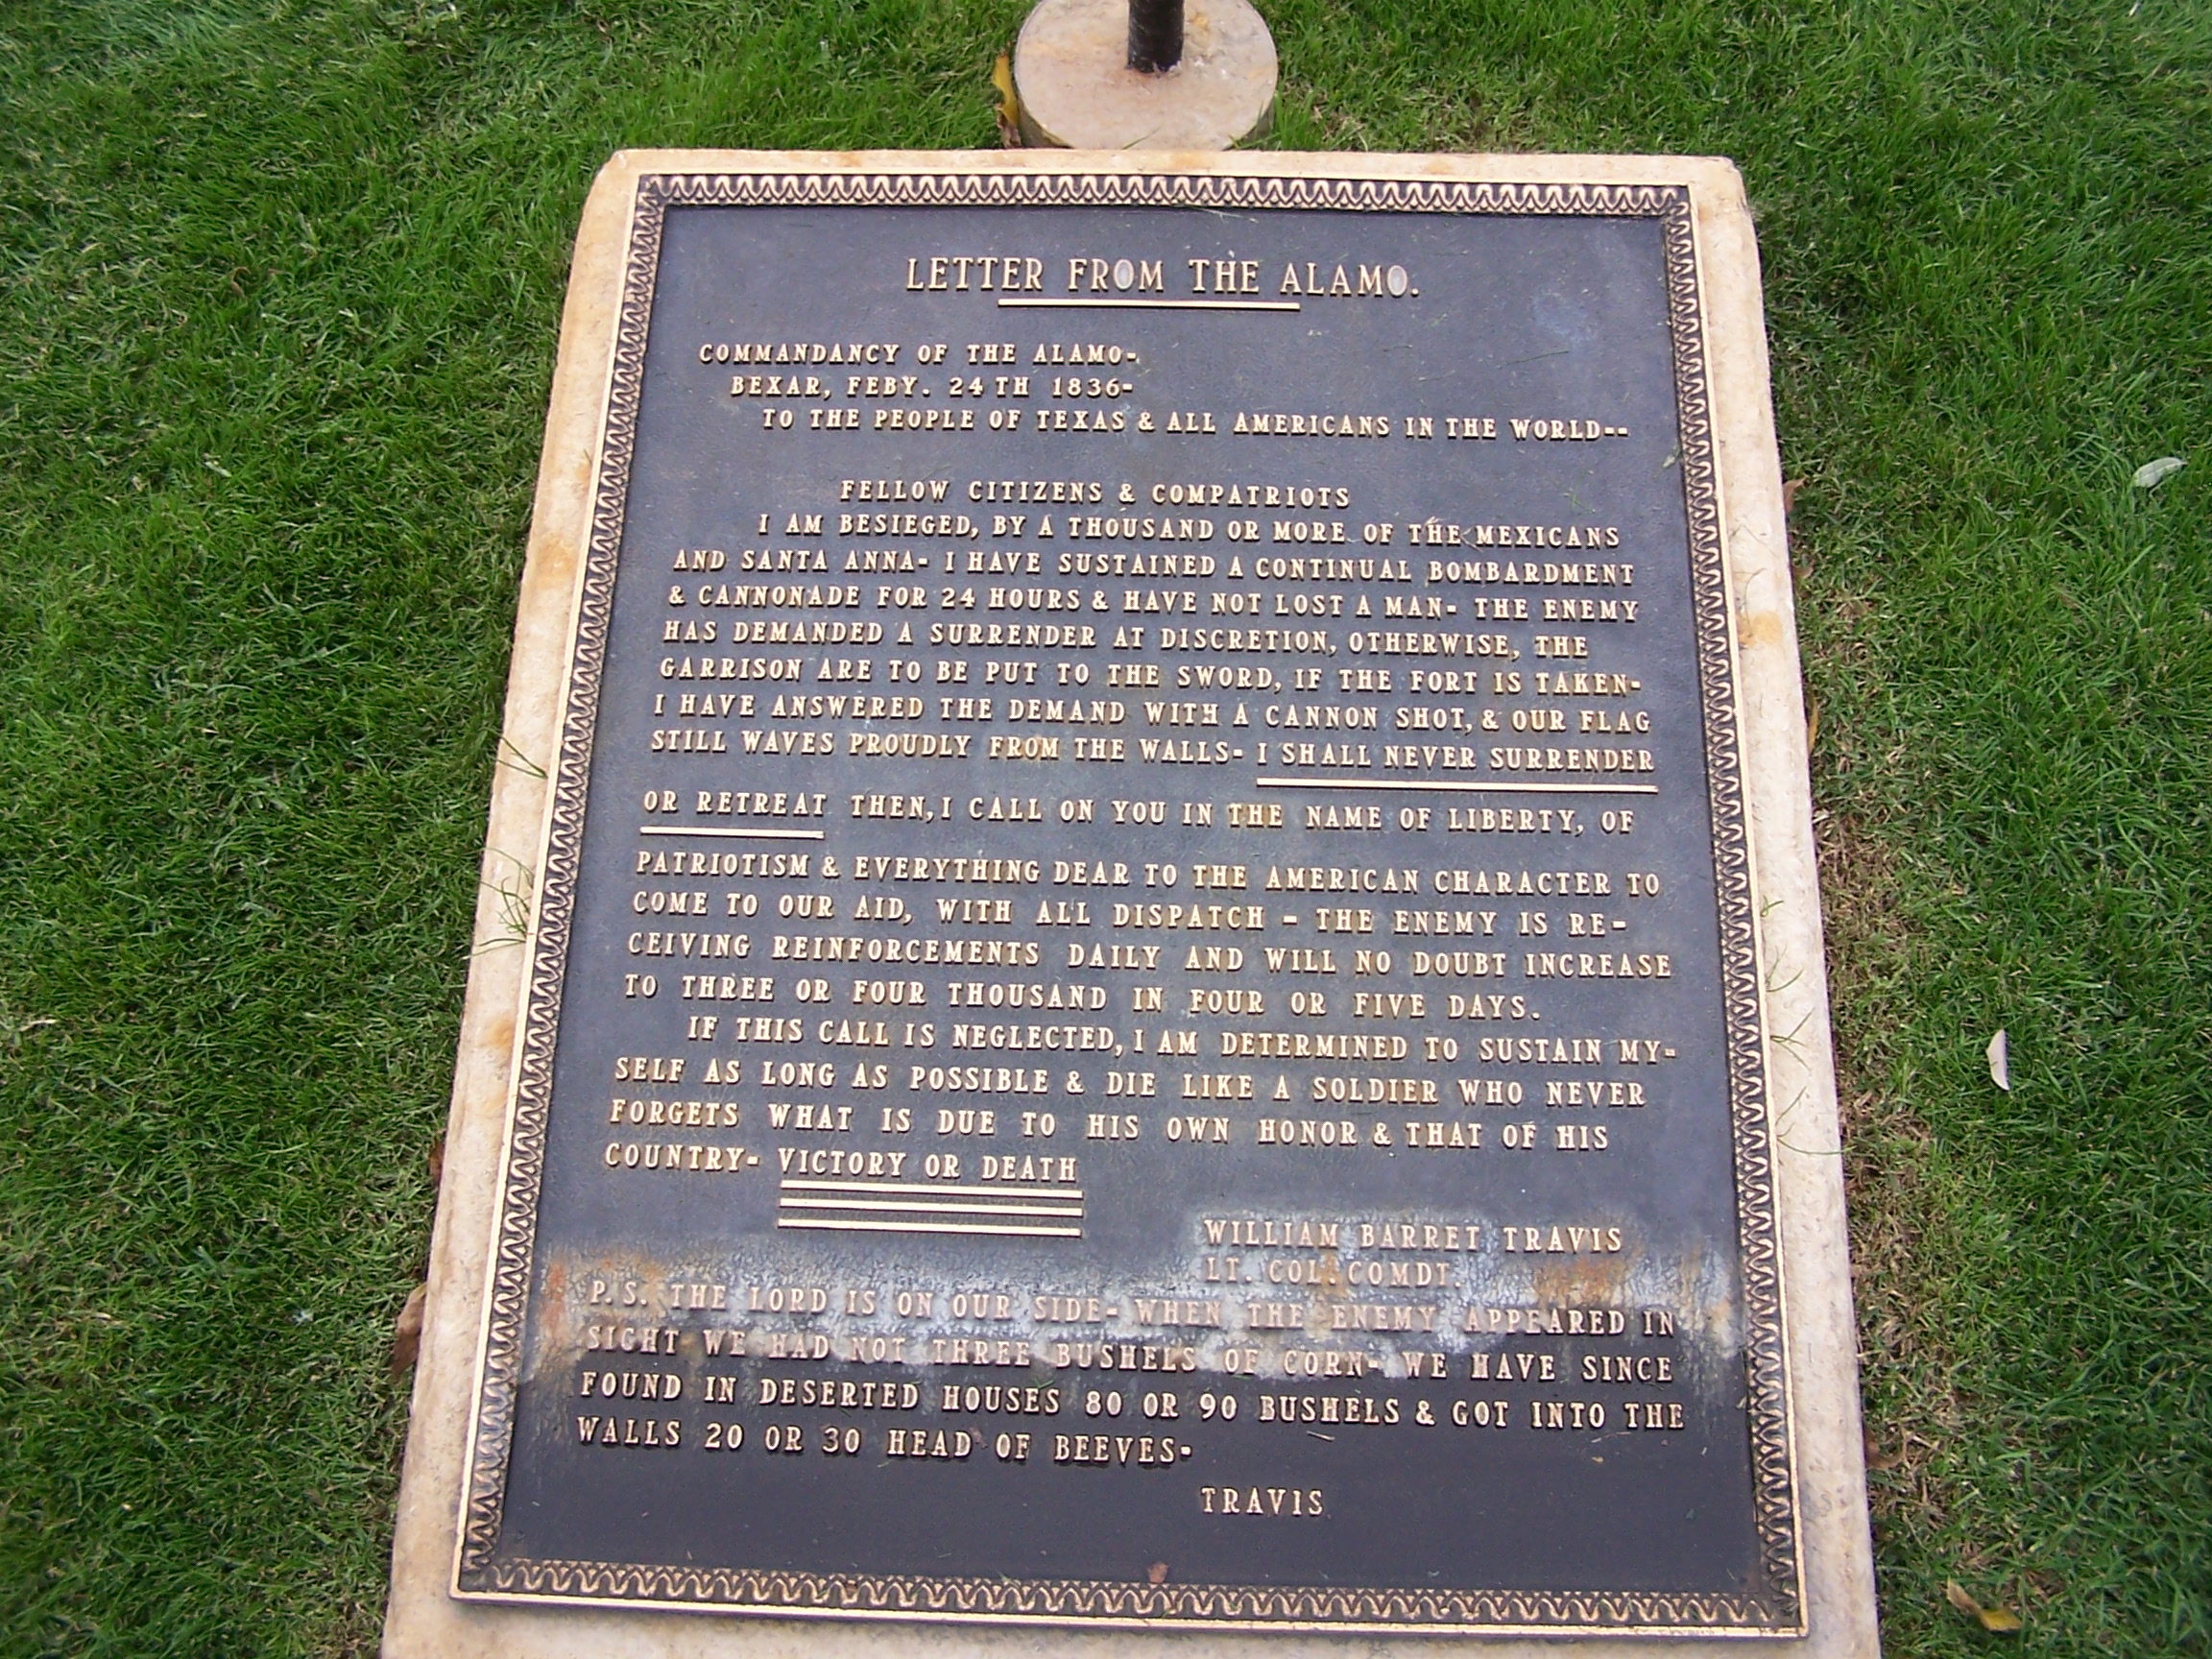 LETTER FROM THE ALAMO.
COMMANDANCY OF THE ALAMO-
BEXAR, FEBY. 24TH 1836-
TO THE PEOPLE OF TEXAS & ALL AMERICANS IN THE WORLD--
FELLOW CITIZENS & COMPATRIOTS
I AM BESIEGED, BY A THOUSAND OR MORE OF THE MEXICANS
AND SANTA ANNA- I HAVE SUSTAINED A CONTINUAL BOMBARDMENT
& CANNONADE FOR 24 HOURS & HAVE NOT LOST A MAN- THE ENEMY
HAS DEMANDED A SURRENDER AT DISCRETION, OTHERWISE, THE
GARRISON ARE TO BE PUT TO THE SWORD, IF THE FORT IS TAKEN-
I HAVE ANSWERED THE DEMAND WITH A CANNON SHOT, & OUR FLAG
STILL WAVES PROUDLY FROM THE WALLS- I SHALL NEVER SURRENDER
OR RETREAT THEN, I CALL ON YOU IN THE NAME OF LIBERTY, OF
PATRIOTISM & EVERYTHING DEAR TO THE AMERICAN CHARACTER TO
COME TO OUR AID, WITH ALL DISPATCH - THE ENEMY IS RE-
CEIVING REINFORCEMENTS DAILY AND WILL NO DOUBT INCREASE
TO THREE OR FOUR THOUSAND IN FOUR OR FIVE DAYS.
IF THIS CALL IS NEGLECTED, I AM DETERMINED TO SUSTAIN MY-
SELF AS LONG AS POSSIBLE & DIE LIKE A SOLDIER WHO NEVER
FORGETS WHAT IS DUE TO HIS OWN HONOR & THAT OF HIS
COUNTRY- VICTORY OR DEATH
WILLIAM BARRET TRAVIS
LT. COL. COMDT.
P.S. THE LORD IS ON OUR SIDE- WHEN THE ENEMY APPEARED IN
SIGHT WE HAD NOT THREE BUSHELS OF CORN- WE HAVE SINCE
FOUND IN DESERTED HOUSES 80 OR 90 BUSHELS & GOT INTO THE
WALLS 20 OR 30 HEAD OF BEEVES-
TRAVIS